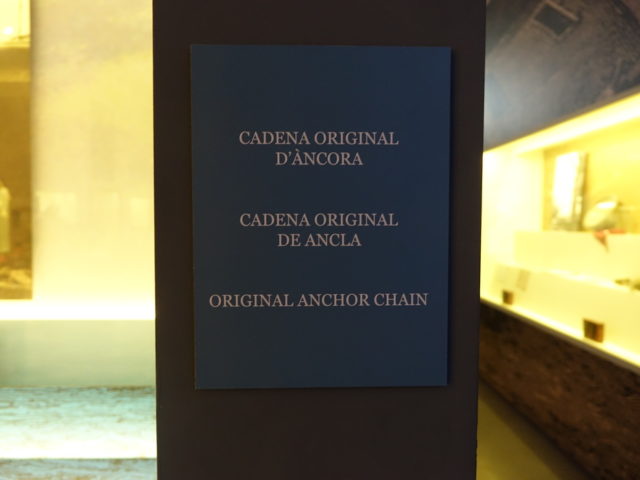 CADENA ORIGINAL
D'ÀNCORA
CADENA ORIGINAL
DE ANCLA
ORIGINAL ANCHOR CHAIN